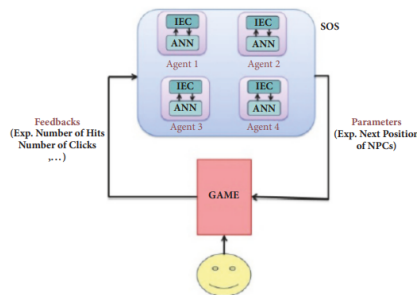 SOS
IEC
ANN
Agent 1
IEC
ANN
Agent 2
IEC
ANN
Agent 3
IEC
ANN
Agent 4
Feedbacks
(Exp. Number of Hits
Number of Clicks
,...)
Parameters
(Exp. Next Position
of NPCs)
GAME